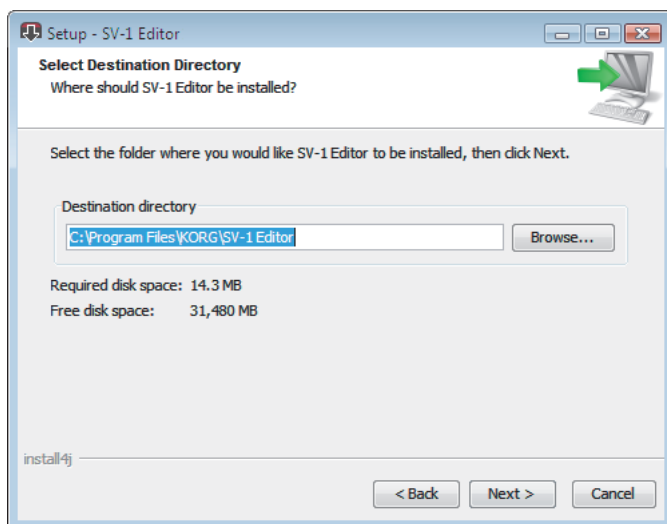 Setup - SV-1 Editor
Select Destination Directory
Where should SV-1 Editor be installed?
Select the folder where you would like SV-1 Editor to be installed, then click Next.
Destination directory
C:\Program Files\KORG\SV-1 Editor
Browse...
Required disk space: 14.3 MB
Free disk space: 31,480 MB
install4j
< Back Next > Cancel